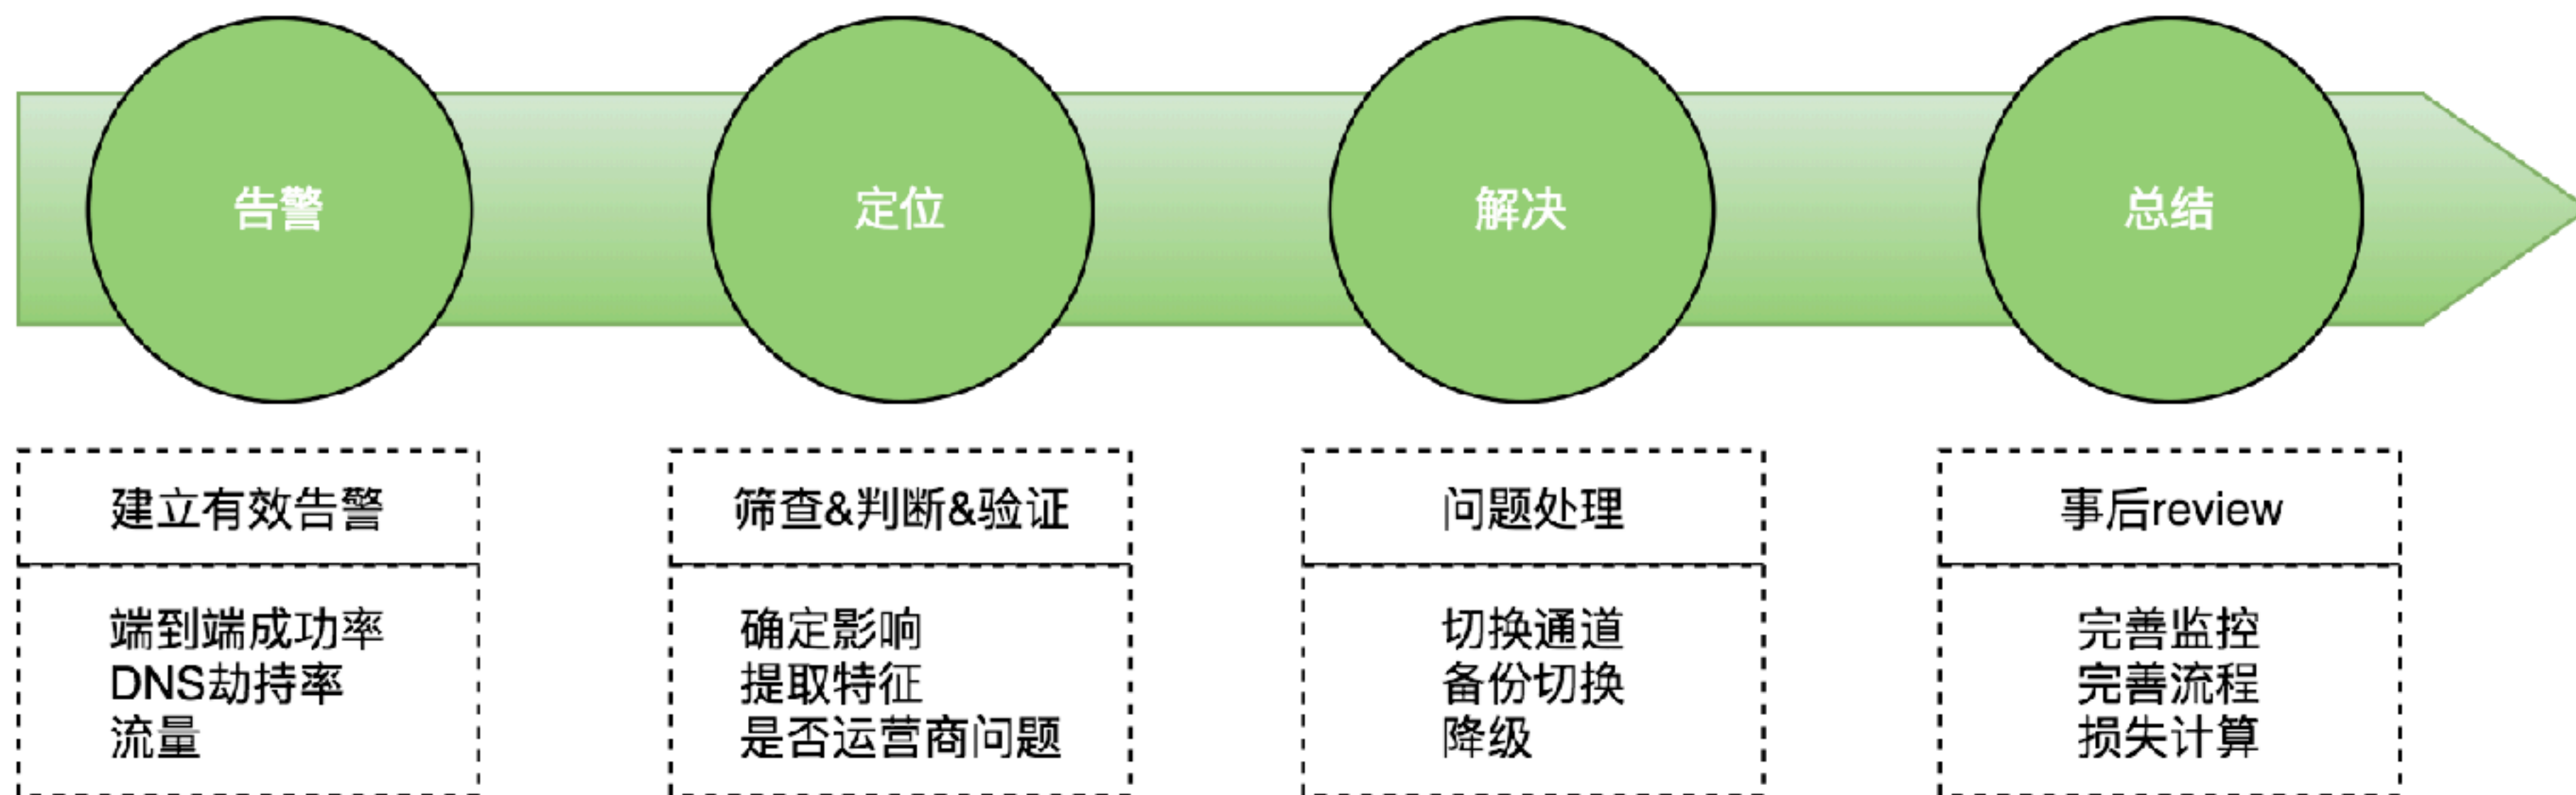 告警
定位
解决
总结
建立有效告警
端到端成功率
DNS劫持率
流量
筛查&判断&验证
确定影响
提取特征
是否运营商问题
问题处理
切换通道
备份切换
降级
事后review
完善监控
完善流程
损失计算